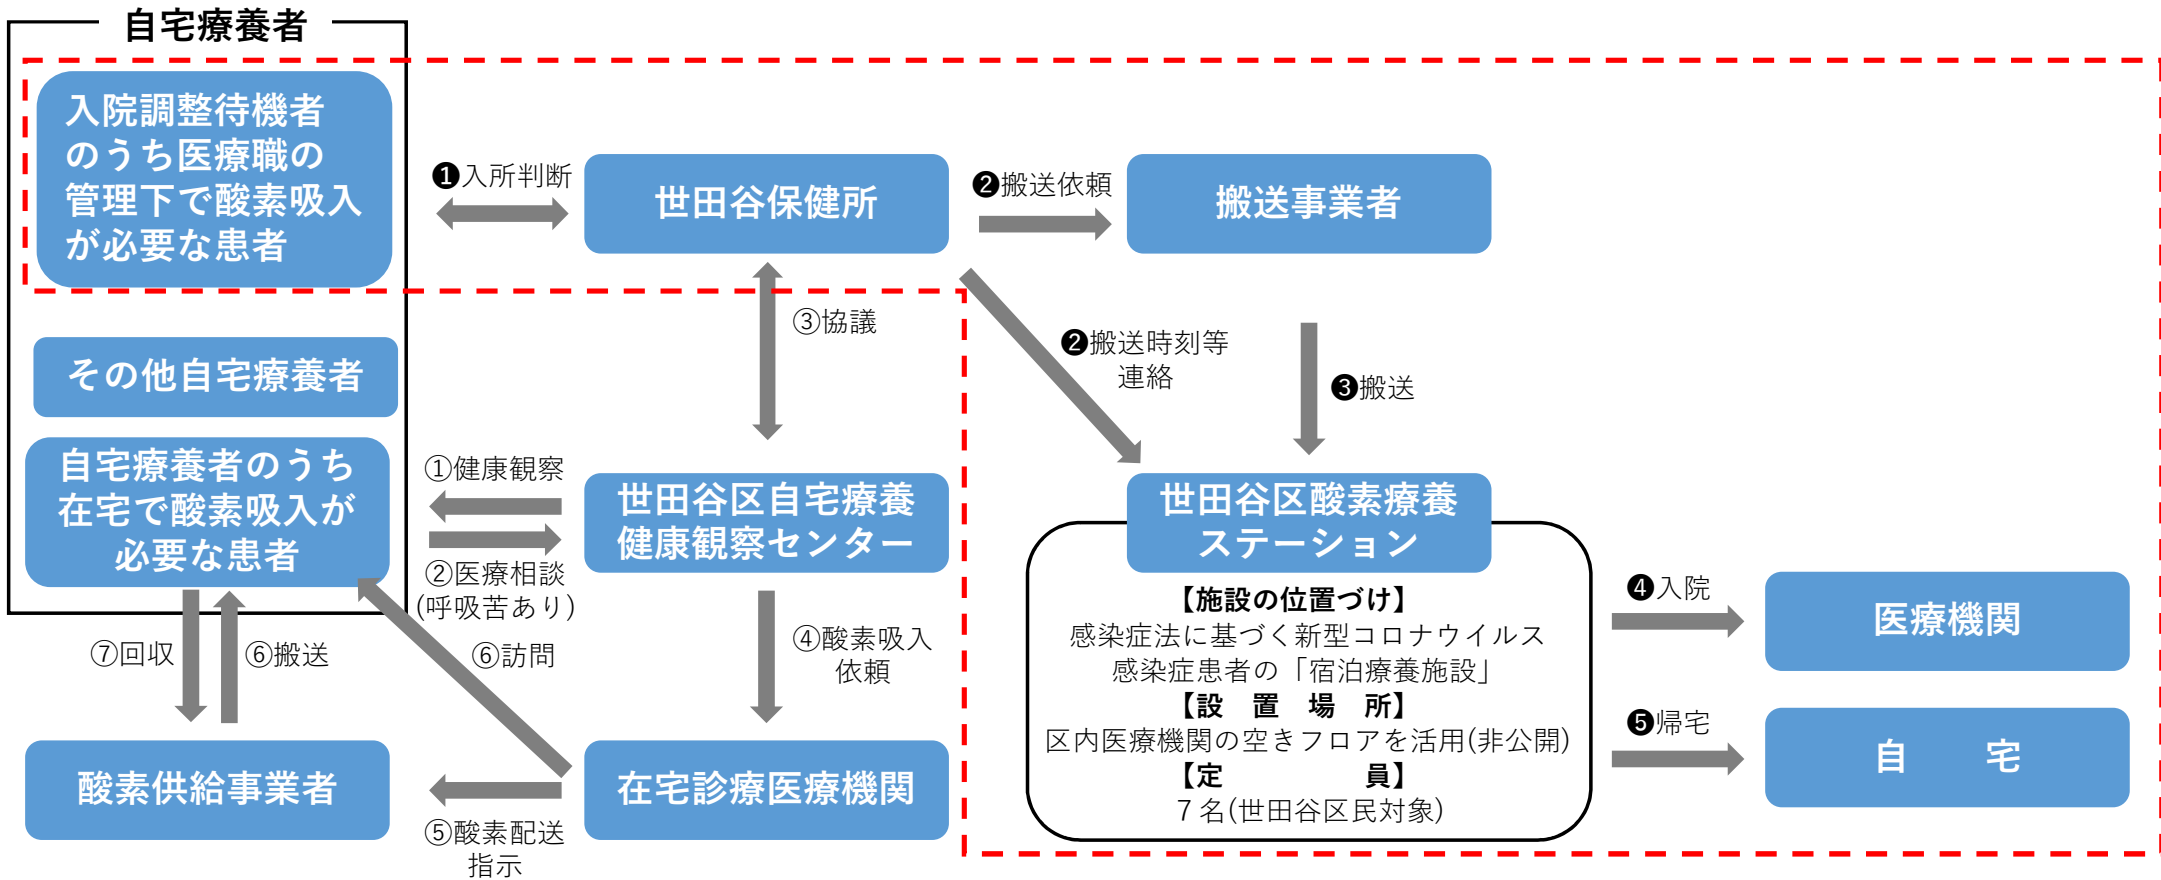 自宅療養者
入院調整待機者
のうち医療職の
管理下で酸素吸入
が必要な患者
❶入所判断
世田谷保健所
❷搬送依頼
搬送事業者
③協議
❷搬送時刻等
連絡
❸搬送
その他自宅療養者
自宅療養者のうち
在宅で酸素吸入が
必要な患者
①健康観察
②医療相談
(呼吸苦あり)
世田谷区自宅療養
健康観察センター
世田谷区酸素療養
ステーション
【施設の位置づけ】
感染症法に基づく新型コロナウイルス
感染症患者の「宿泊療養施設」
【設　置　場　所】
区内医療機関の空きフロアを活用(非公開)
【定　　　　　員】
７名(世田谷区民対象)
❹入院
医療機関
❺帰宅
自　　宅
⑦回収
⑥搬送
⑥訪問
④酸素吸入
依頼
酸素供給事業者
⑤酸素配送
指示
在宅診療医療機関